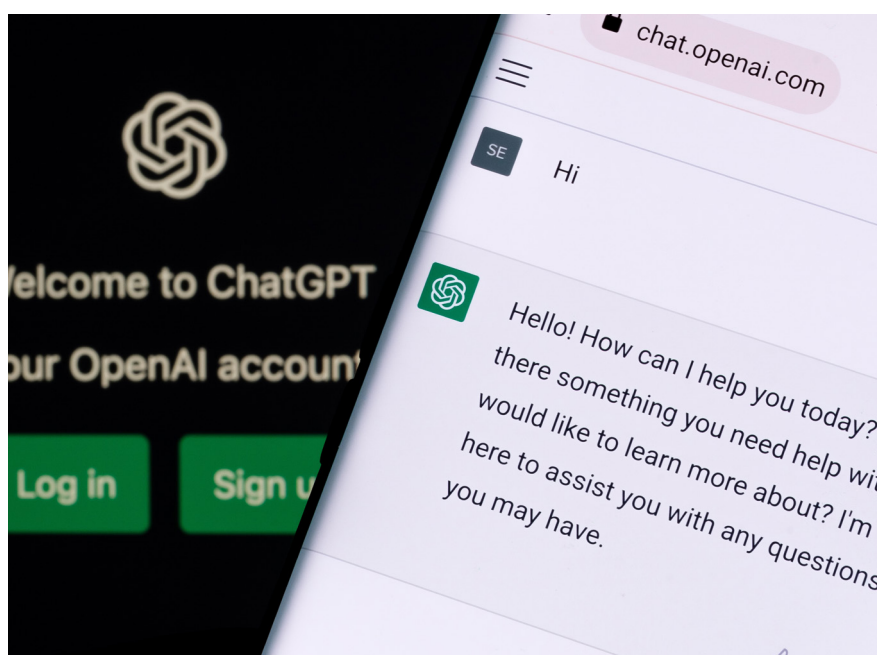 elcome to ChatGPT
our OpenAI account
Log in
Sign u
chat.openai.com
SE
Hi
Hello! How can I help you today?
there something you need help wit
would like to learn more about? I'm
here to assist you with any questions
you may have.